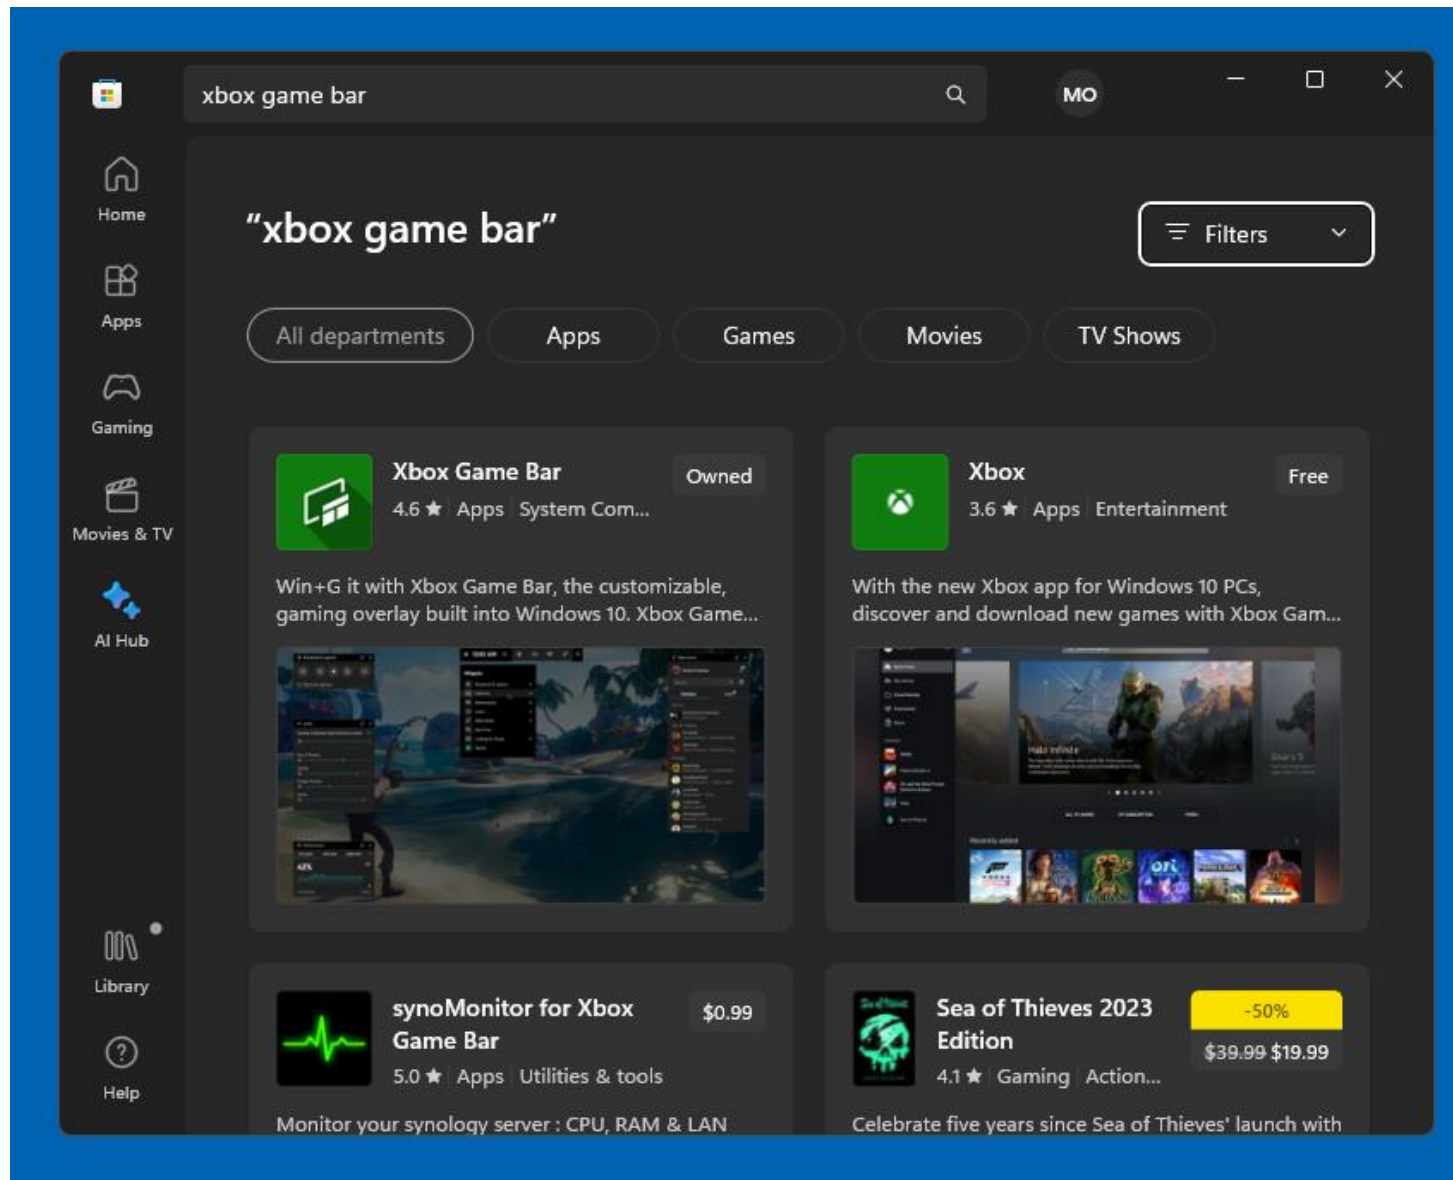 xbox game bar
MO
Home
Apps
Gaming
Movies & TV
AI Hub
Library
Help
“xbox game bar”
Filters
All departments
Apps
Games
Movies
TV Shows
Xbox Game Bar
Owned
4.6 ★ Apps System Com...
Win+G it with Xbox Game Bar, the customizable,
gaming overlay built into Windows 10. Xbox Game...
Xbox
Free
3.6 ★ Apps Entertainment
With the new Xbox app for Windows 10 PCs,
discover and download new games with Xbox Gam...
Halo Infinite
Recently added
ori
synoMonitor for Xbox
Game Bar
$0.99
5.0 ★ Apps Utilities & tools
Monitor your synology server : CPU, RAM & LAN
Sea of Thieves 2023
Edition
-50%
$39.99 $19.99
4.1 ★ Gaming Action...
Celebrate five years since Sea of Thieves' launch with